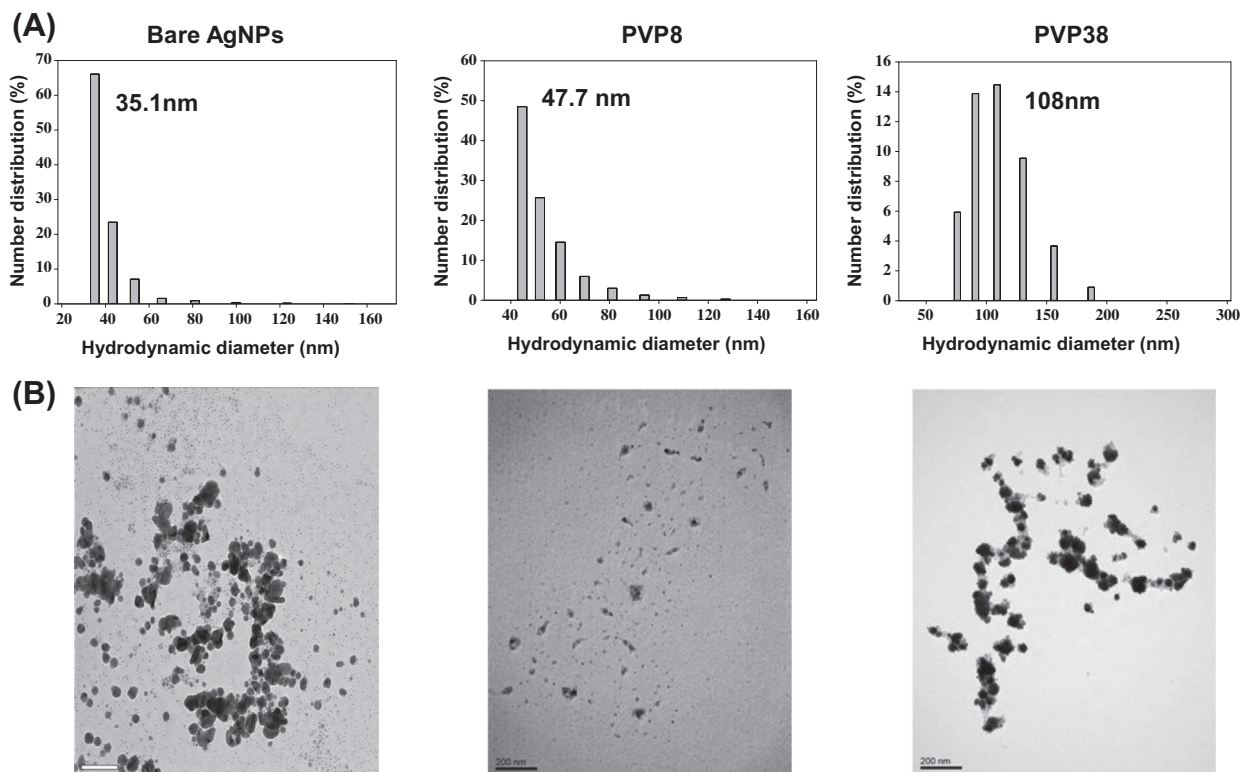 (A)
Bare AgNPs
PVP8
PVP38
Number distribution (%)
70
60
50
40
30
20
10
0
35.1nm
20 40 60 80 100 120 140 160
Hydrodynamic diameter (nm)
Number distribution (%)
60
50
40
30
20
10
0
47.7 nm
40 60 80 100 120 140 160
Hydrodynamic diameter (nm)
Number distribution (%)
16
14
12
10
8
6
4
2
0
108nm
50 100 150 200 250 300
Hydrodynamic diameter (nm)
(B)
200 nm
200 nm